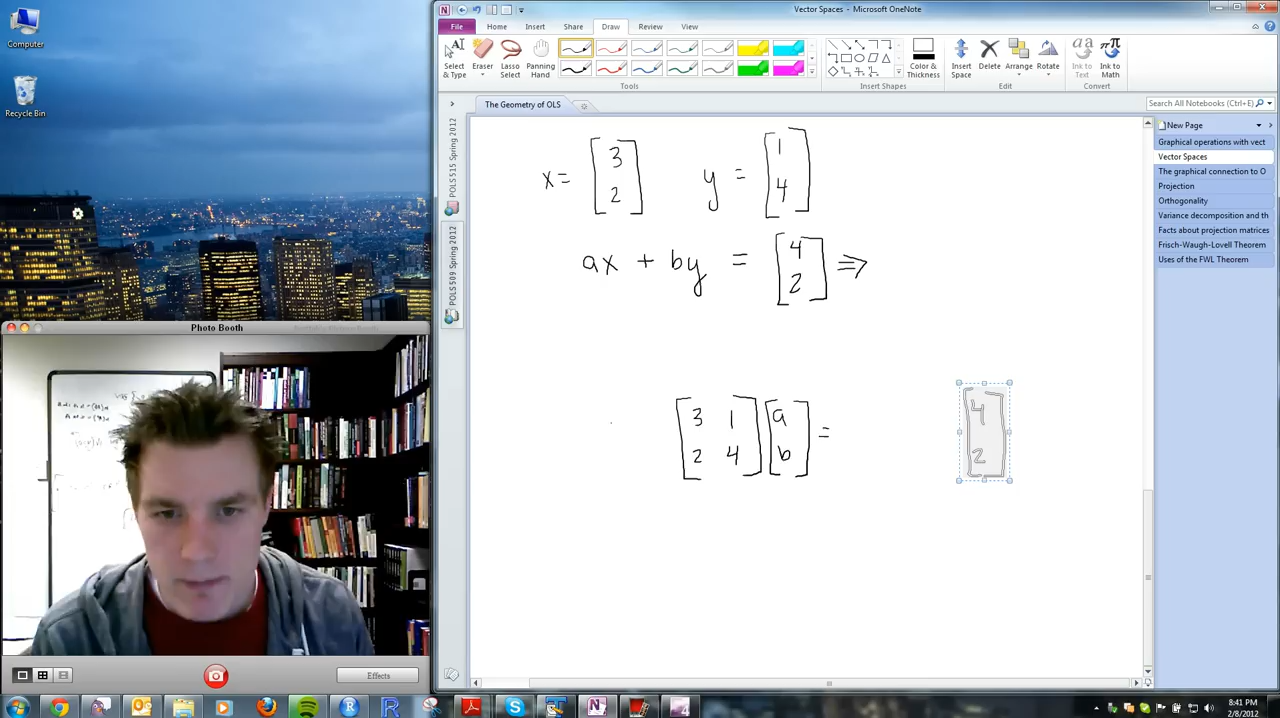 Vector Spaces - Microsoft OneNote
File Home Insert Share Draw Review View
Select & Type Eraser Lasso Select Panning Hand Color & Thickness Insert Space Delete Arrange Rotate Ink to Text Ink to Math
Tools Insert Shapes Edit Convert
Computer
Recycle Bin
The Geometry of OLS
Search All Notebooks (Ctrl+E)
POLS 515 Spring 2012
POLS 509 Spring 2012
New Page
Graphical operations with vect
Vector Spaces
The graphical connection to O
Projection
Orthogonality
Variance decomposition and th
Facts about projection matrices
Frisch-Waugh-Lovell Theorem
Uses of the FWL Theorem
x = [3 2] y = [1 4]
ax + by = [4 2] ⇒
[3 1 2 4] [a b] = [4 2]
Photo Booth
Effects
8:41 PM
2/8/2012